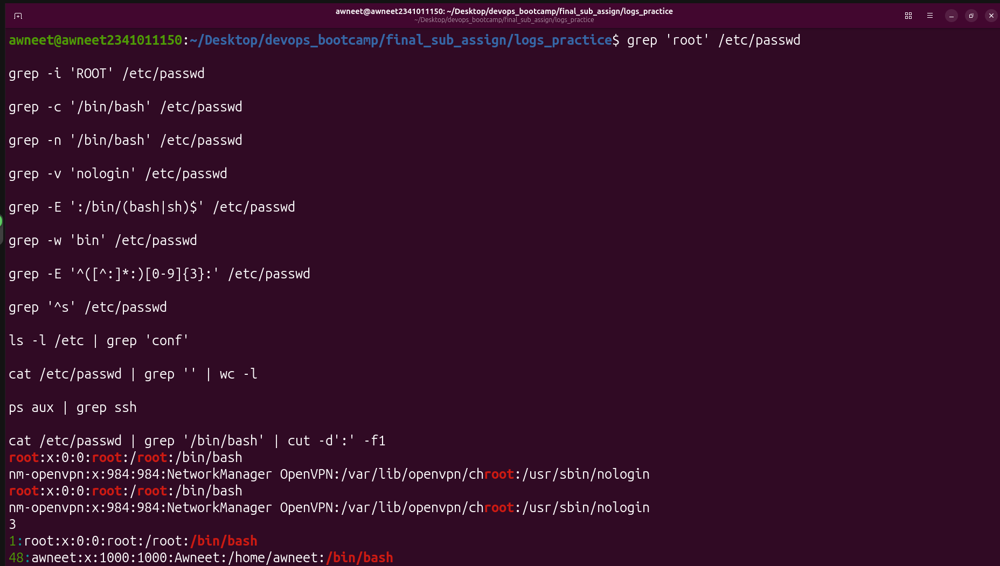 awneet@awneet2341011150: ~/Desktop/devops_bootcamp/final_sub_assign/logs_practice
~/Desktop/devops_bootcamp/final_sub_assign/logs_practice
awneet@awneet2341011150:~/Desktop/devops_bootcamp/final_sub_assign/logs_practice$ grep 'root' /etc/passwd
grep -i 'ROOT' /etc/passwd
grep -c '/bin/bash' /etc/passwd
grep -n '/bin/bash' /etc/passwd
grep -v 'nologin' /etc/passwd
grep -E ':/bin/(bash|sh)$' /etc/passwd
grep -w 'bin' /etc/passwd
grep -E '^([^:]*:)[0-9]{3}:' /etc/passwd
grep '^s' /etc/passwd
ls -l /etc | grep 'conf'
cat /etc/passwd | grep '' | wc -l
ps aux | grep ssh
cat /etc/passwd | grep '/bin/bash' | cut -d':' -f1
root:x:0:0:root:/root:/bin/bash
nm-openvpn:x:984:984:NetworkManager OpenVPN:/var/lib/openvpn/chroot:/usr/sbin/nologin
root:x:0:0:root:/root:/bin/bash
nm-openvpn:x:984:984:NetworkManager OpenVPN:/var/lib/openvpn/chroot:/usr/sbin/nologin
3
1:root:x:0:0:root:/root:/bin/bash
48:awneet:x:1000:1000:Awneet:/home/awneet:/bin/bash